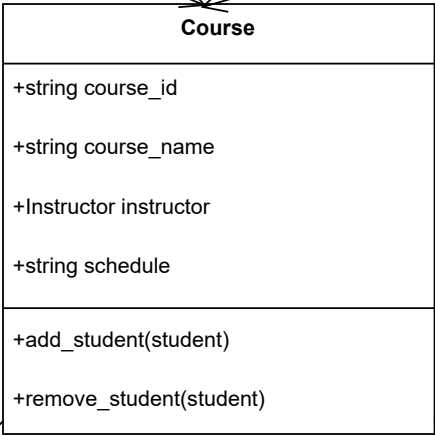 Course
+string course_id
+string course_name
+Instructor instructor
+string schedule
+add_student(student)
+remove_student(student)